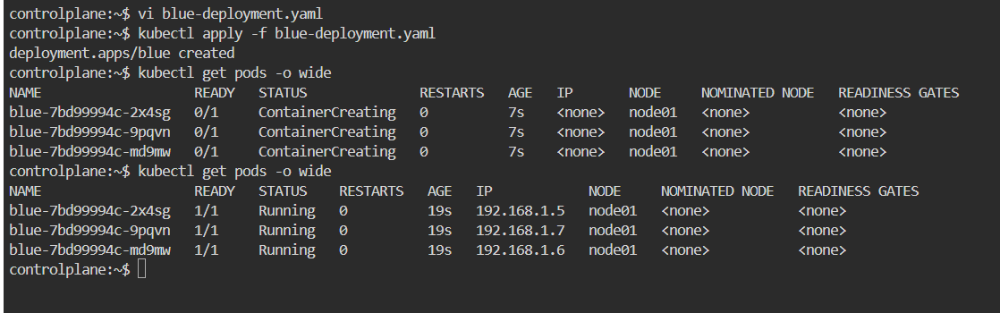 controlplane:~$ vi blue-deployment.yaml
controlplane:~$ kubectl apply -f blue-deployment.yaml
deployment.apps/blue created
controlplane:~$ kubectl get pods -o wide
NAME                    READY   STATUS              RESTARTS   AGE   IP       NODE     NOMINATED NODE   READINESS GATES
blue-7bd99994c-2x4sg   0/1     ContainerCreating   0          7s    <none>   node01   <none>           <none>
blue-7bd99994c-9pqvn   0/1     ContainerCreating   0          7s    <none>   node01   <none>           <none>
blue-7bd99994c-md9mw   0/1     ContainerCreating   0          7s    <none>   node01   <none>           <none>
controlplane:~$ kubectl get pods -o wide
NAME                   READY   STATUS    RESTARTS   AGE   IP            NODE     NOMINATED NODE   READINESS GATES
blue-7bd99994c-2x4sg   1/1     Running   0          19s   192.168.1.5   node01   <none>           <none>
blue-7bd99994c-9pqvn   1/1     Running   0          19s   192.168.1.7   node01   <none>           <none>
blue-7bd99994c-md9mw   1/1     Running   0          19s   192.168.1.6   node01   <none>           <none>
controlplane:~$